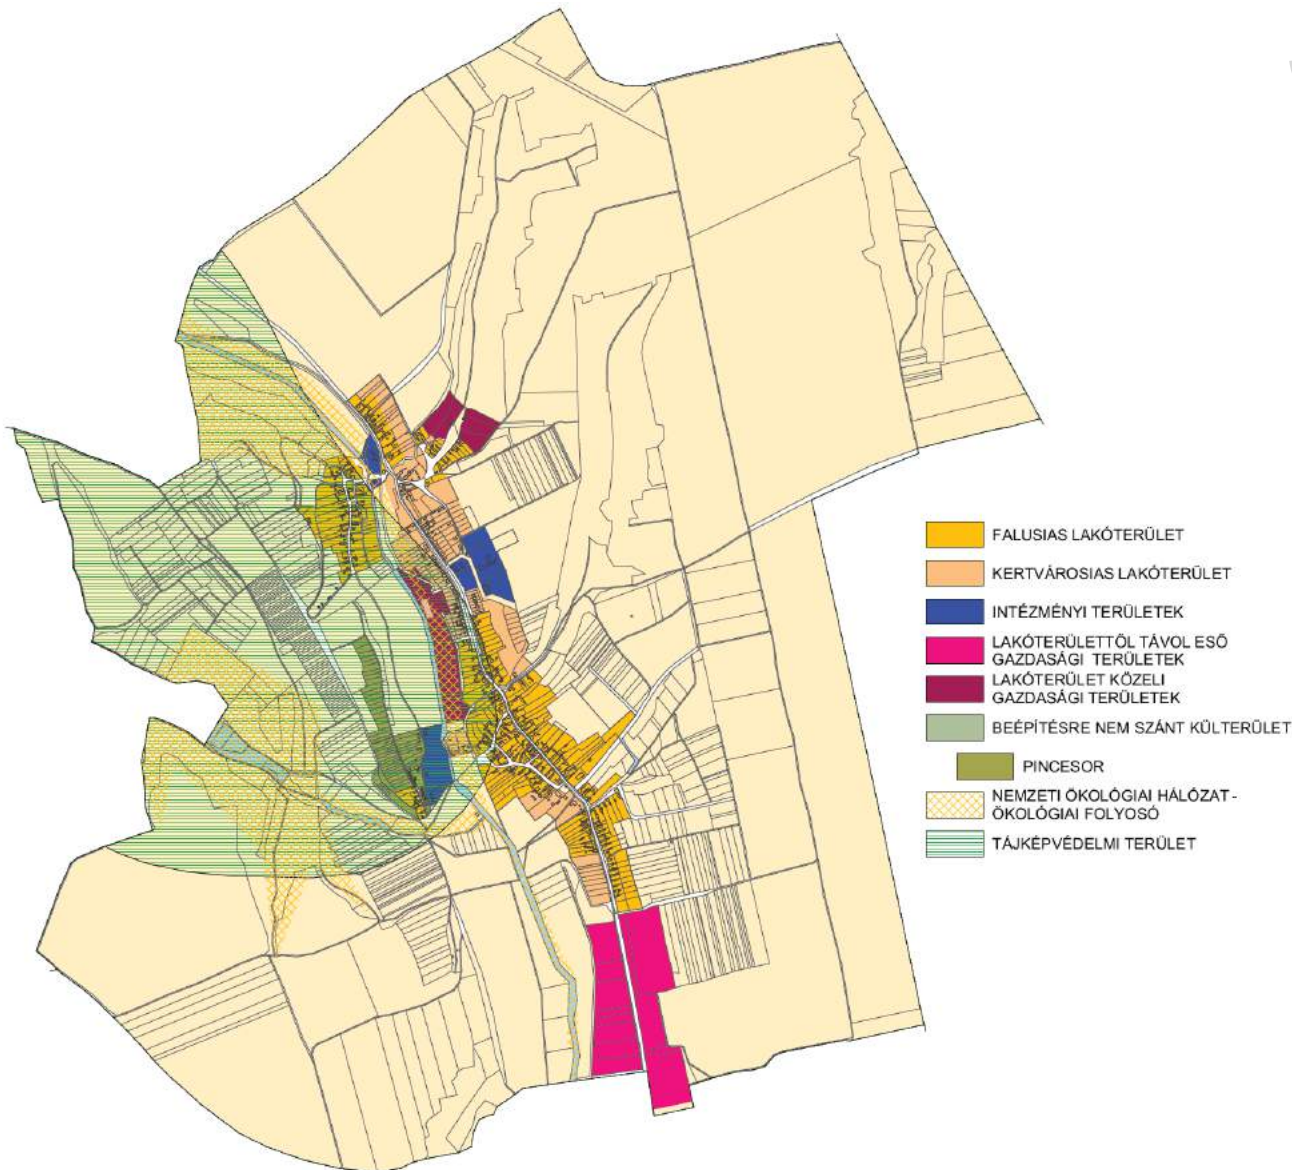 FALUSIAS LAKÓTERÜLET
KERTVÁROSIAS LAKÓTERÜLET
INTÉZMÉNYI TERÜLETEK
LAKÓTERÜLETTŐL TÁVOL ESŐ
GAZDASÁGI TERÜLETEK
LAKÓTERÜLET KÖZELI
GAZDASÁGI TERÜLETEK
BEÉPÍTÉSRE NEM SZÁNT KÜLTERÜLET
PINCESOR
NEMZETI ÖKOLÓGIAI HÁLÓZAT -
ÖKOLÓGIAI FOLYOSÓ
TÁJKÉPVÉDELMI TERÜLET